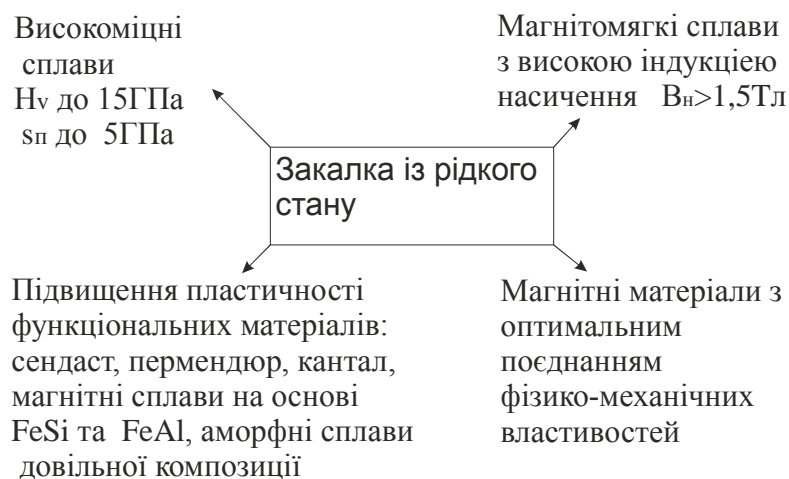 Високоміцні
сплави
Hv до 15ГПа
sп до 5ГПа
Магнітомягкі сплави
з високою індукціею
насичення Вн>1,5Тл
Закалка із рідкого
стану
Підвищення пластичності
функціональних матеріалів:
сендаст, пермендюр, кантал,
магнітні сплави на основі
FeSi та FeAl, аморфні сплави
довільної композиції
Магнітні матеріали з
оптимальним
поєднанням
фізико-механічних
властивостей